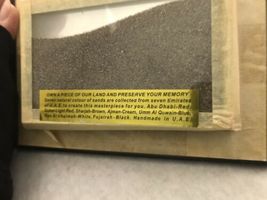 OWN A PIECE OF OUR LAND AND PRESERVE YOUR MEMORY
Seven natural colour of sands are collected from seven Emirates
of U.A.E to create this masterpiece for you. Abu Dhabi-Red,
Dubai-Light Red, Sharjah-Brown, Ajman-Cream, Umm Al Quwain-Blue,
Ras Al Khaimah-White, Fujairah-Black. Handmade in U.A.E